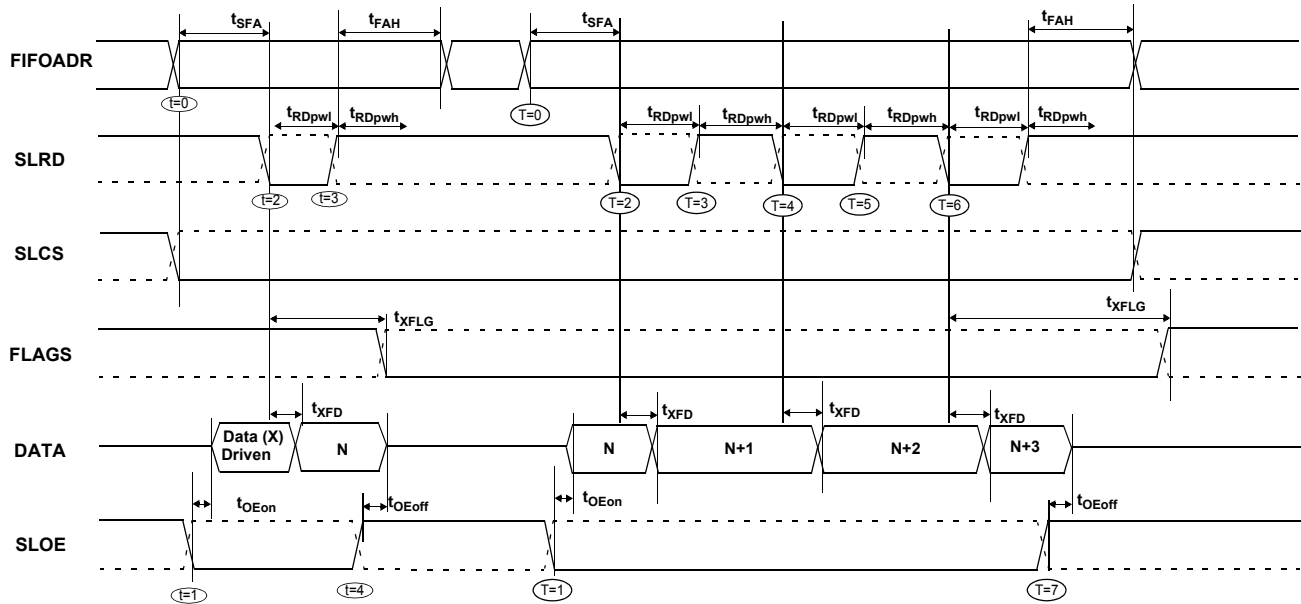 tSFA tFAH tSFA tFAH
FIFOADR
t=0 T=0
tRDpwl tRDpwh tRDpwl tRDpwh tRDpwl tRDpwh tRDpwl tRDpwh
SLRD
t=2 t=3 T=2 T=3 T=4 T=5 T=6
SLCS
tXFLG tXFLG
FLAGS
tXFD tXFD tXFD tXFD
DATA
Data (X)
Driven
N N N+1 N+2 N+3
tOEon tOEoff tOEon tOEoff
SLOE
t=1 t=4 T=1 T=7